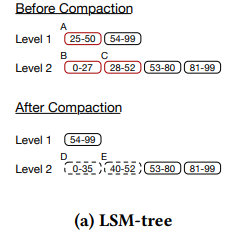 Before Compaction
A
Level 1 25-50 54-99
B C
Level 2 0-27 28-52 53-80 81-99
After Compaction
Level 1 54-99
D E
Level 2 0-35 40-52 53-80 81-99
(a) LSM-tree